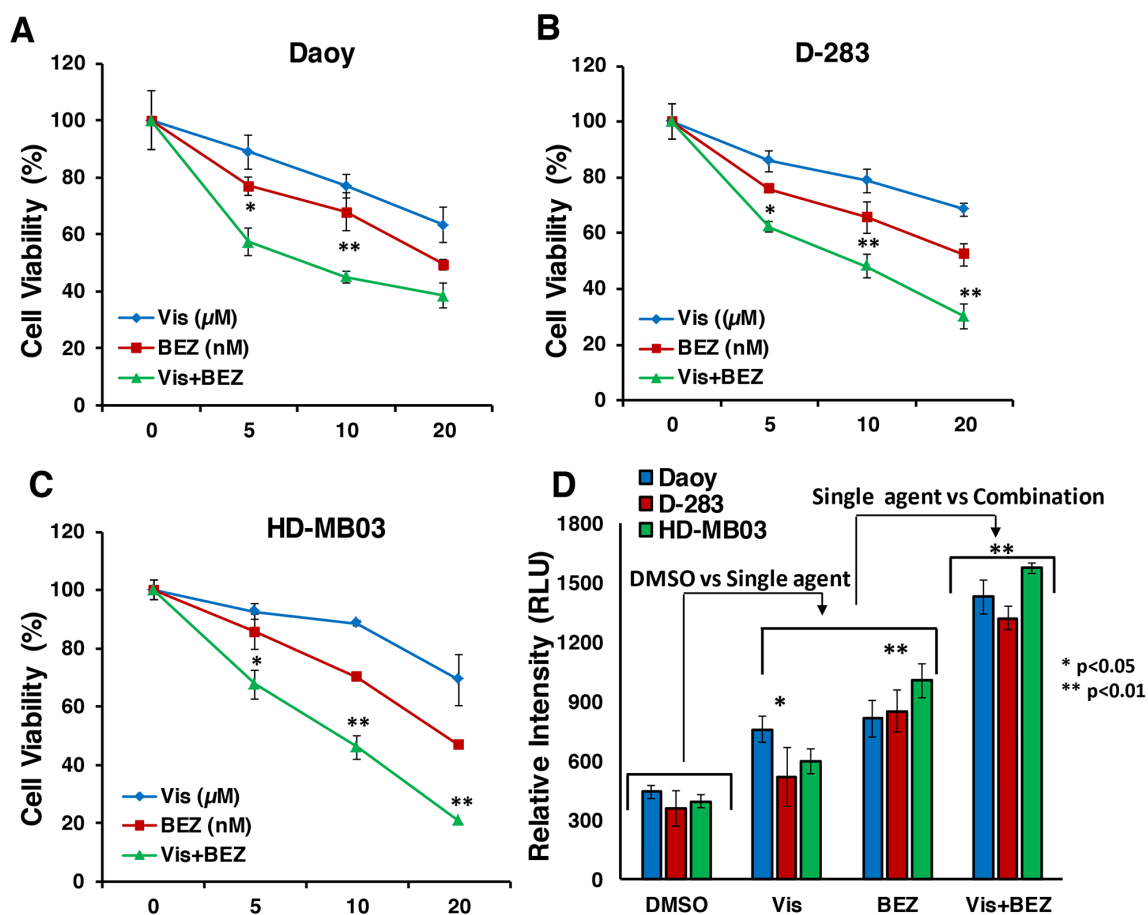 A
Daoy
120
100
80
60
40
20
0
Cell Viability (%)
*
**
Vis (µM)
BEZ (nM)
Vis+BEZ
0 5 10 20
B
D-283
120
100
80
60
40
20
0
Cell Viability (%)
*
**
**
Vis ((µM)
BEZ (nM)
Vis+BEZ
0 5 10 20
C
HD-MB03
120
100
80
60
40
20
0
Cell Viability (%)
*
**
**
Vis (µM)
BEZ (nM)
Vis+BEZ
0 5 10 20
D
Daoy
D-283
HD-MB03
Single agent vs Combination
DMSO vs Single agent
1800
1500
1200
900
600
300
0
Relative Intensity (RLU)
*
**
**
* p<0.05
** p<0.01
DMSO Vis BEZ Vis+BEZ